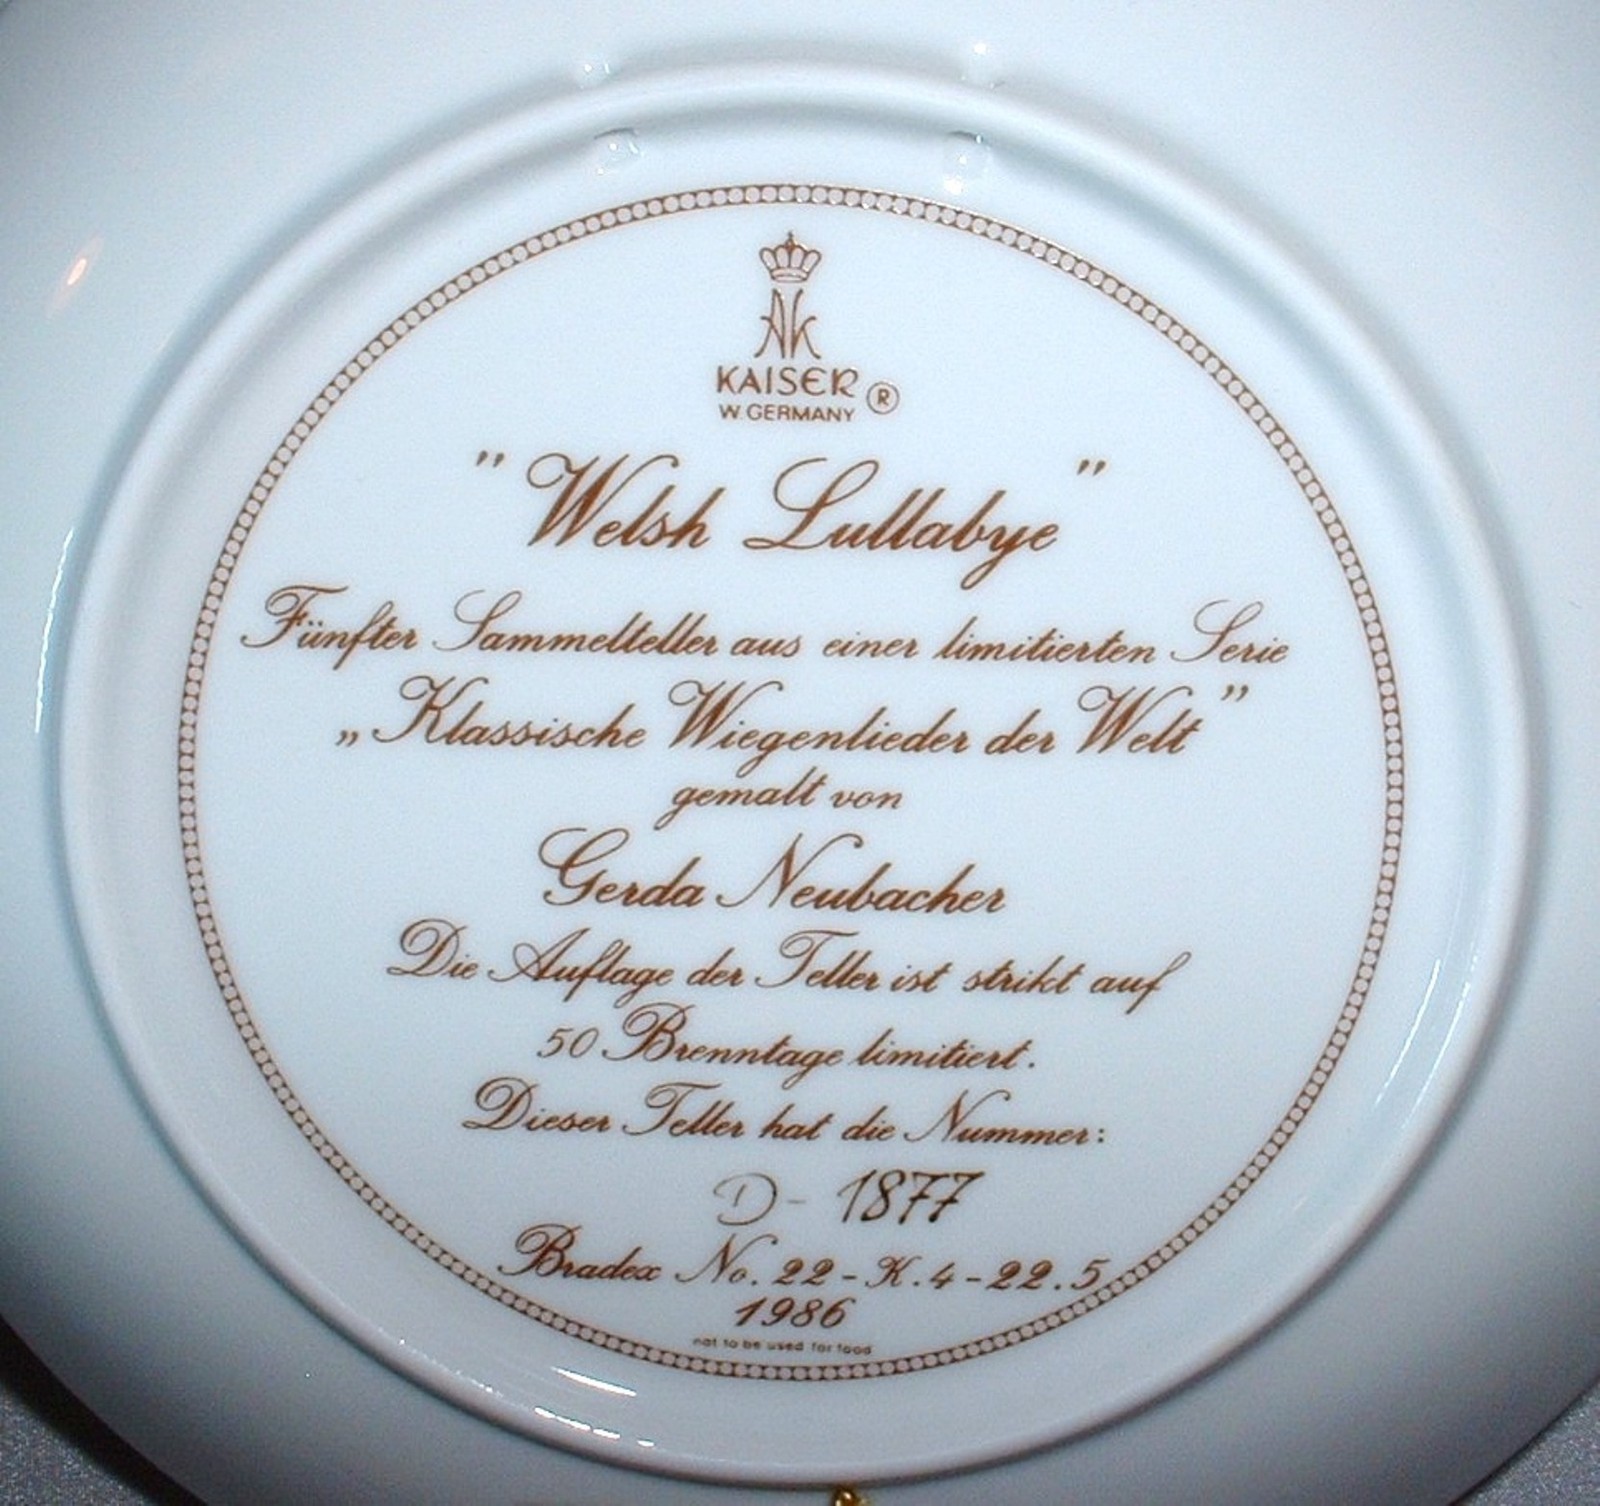 AK
KAISER ®
W. GERMANY
"Welsh Lullabye"
Fünfter Sammelteller aus einer limitierten Serie
„Klassische Wiegenlieder der Welt”
gemalt von
Gerda Neubacher
Die Auflage der Teller ist strikt auf
50 Brenntage limitiert.
Dieser Teller hat die Nummer:
D-1877
Bradex No. 22-K.4-22.5
1986
not to be used for food